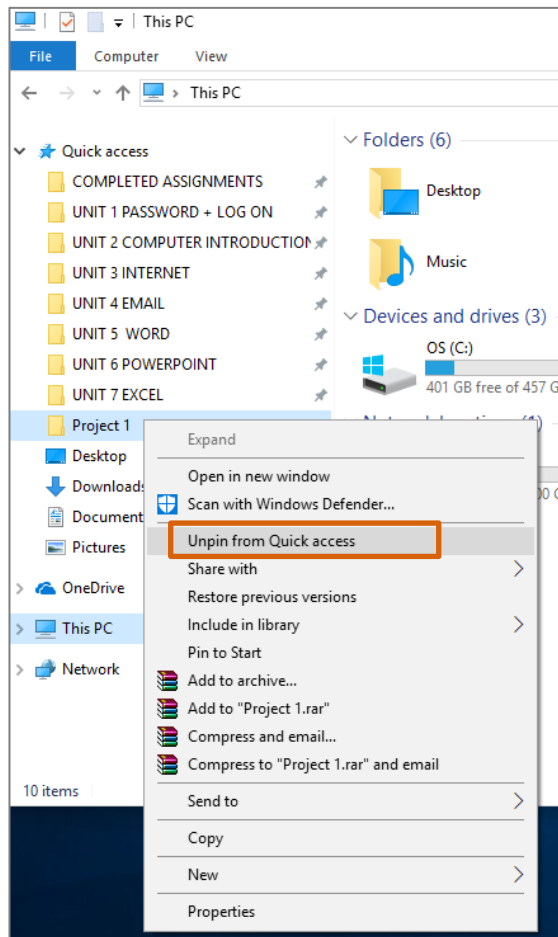 This PC
File Computer View
This PC
Quick access
COMPLETED ASSIGNMENTS
UNIT 1 PASSWORD + LOG ON
UNIT 2 COMPUTER INTRODUCTION
UNIT 3 INTERNET
UNIT 4 EMAIL
UNIT 5 WORD
UNIT 6 POWERPOINT
UNIT 7 EXCEL
Project 1
Desktop
Downloads
Document
Pictures
OneDrive
This PC
Network
10 items
Folders (6)
Desktop
Music
Devices and drives (3)
OS (C:)
401 GB free of 457 G
Expand
Open in new window
Scan with Windows Defender...
Unpin from Quick access
Share with
Restore previous versions
Include in library
Pin to Start
Add to archive...
Add to "Project 1.rar"
Compress and email...
Compress to "Project 1.rar" and email
Send to
Copy
New
Properties